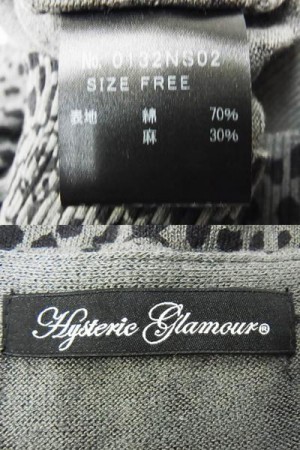 No. 0132NS02
SIZE FREE
表地 綿 70%
麻 30%
Hysteric Glamour®